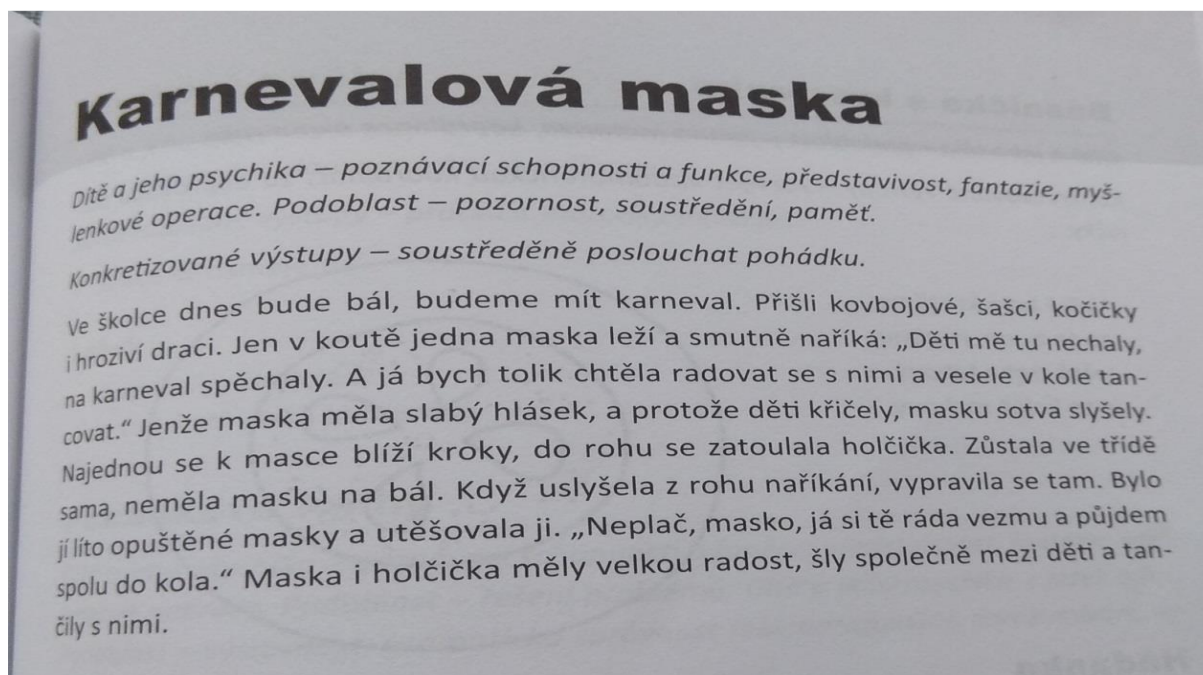 Karnevalová maska
Dítě a jeho psychika – poznávací schopnosti a funkce, představivost, fantazie, myš-
lenkové operace. Podoblast – pozornost, soustředění, paměť.
Konkretizované výstupy – soustředěně poslouchat pohádku.
Ve školce dnes bude bál, budeme mít karneval. Přišli kovbojové, šašci, kočičky
i hroziví draci. Jen v koutě jedna maska leží a smutně naříká: „Děti mě tu nechaly,
na karneval spěchaly. A já bych tolik chtěla radovat se s nimi a vesele v kole tan-
covat.“ Jenže maska měla slabý hlásek, a protože děti křičely, masku sotva slyšely.
Najednou se k masce blíží kroky, do rohu se zatoulala holčička. Zůstala ve třídě
sama, neměla masku na bál. Když uslyšela z rohu naříkání, vypravila se tam. Bylo
jí líto opuštěné masky a utěšovala ji. „Neplač, masko, já si tě ráda vezmu a půjdem
spolu do kola.“ Maska i holčička měly velkou radost, šly společně mezi děti a tan-
čily s nimi.